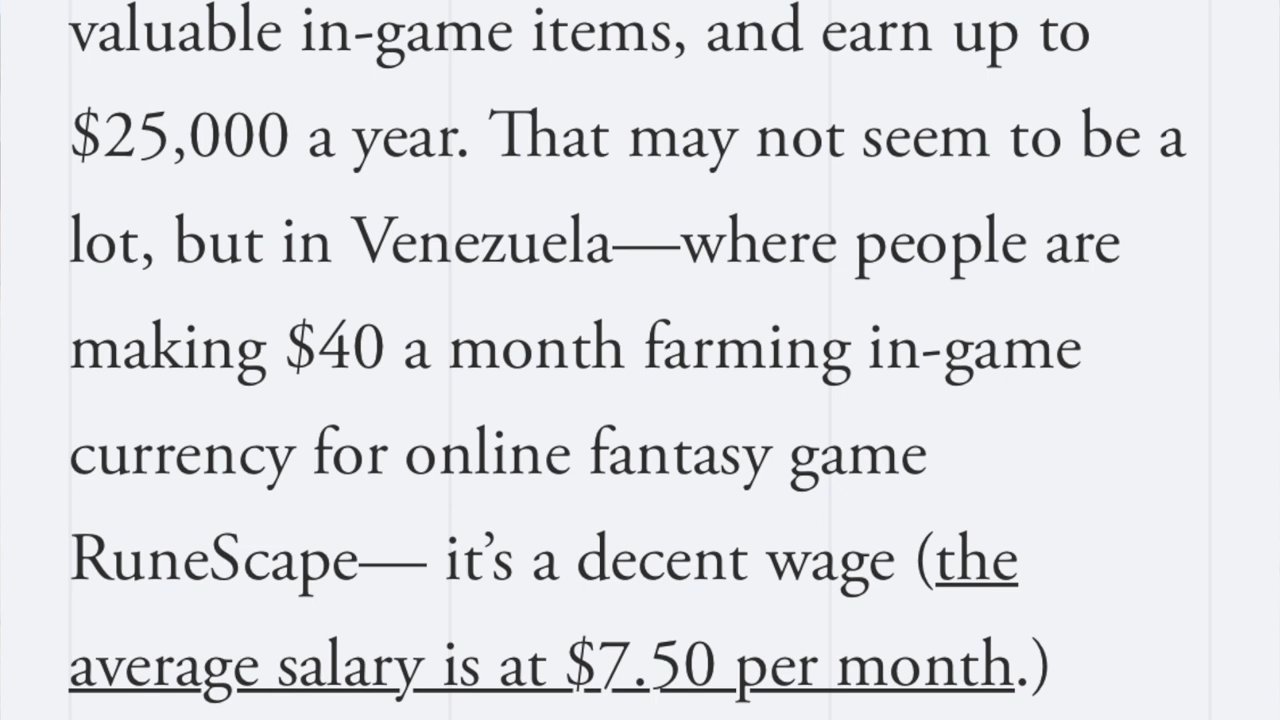 valuable in-game items, and earn up to
$25,000 a year. That may not seem to be a
lot, but in Venezuela—where people are
making $40 a month farming in-game
currency for online fantasy game
RuneScape— it’s a decent wage (the
average salary is at $7.50 per month.)